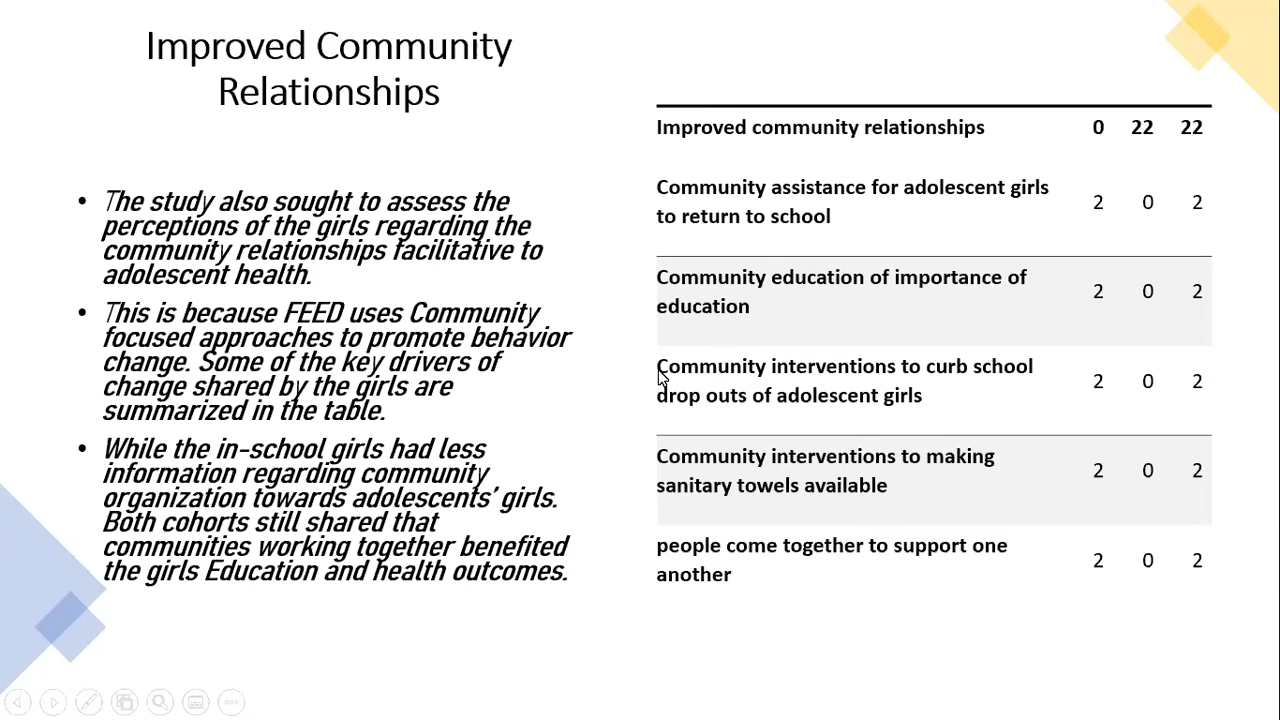 Improved Community
Relationships
• The study also sought to assess the
perceptions of the girls regarding the
community relationships facilitative to
adolescent health.
• This is because FEED uses Community
focused approaches to promote behavior
change. Some of the key drivers of
change shared by the girls are
summarized in the table.
• While the in-school girls had less
information regarding community
organization towards adolescents’ girls.
Both cohorts still shared that
communities working together benefited
the girls Education and health outcomes.
Improved community relationships 0 22 22
Community assistance for adolescent girls
to return to school 2 0 2
Community education of importance of
education 2 0 2
Community interventions to curb school
drop outs of adolescent girls 2 0 2
Community interventions to making
sanitary towels available 2 0 2
people come together to support one
another 2 0 2